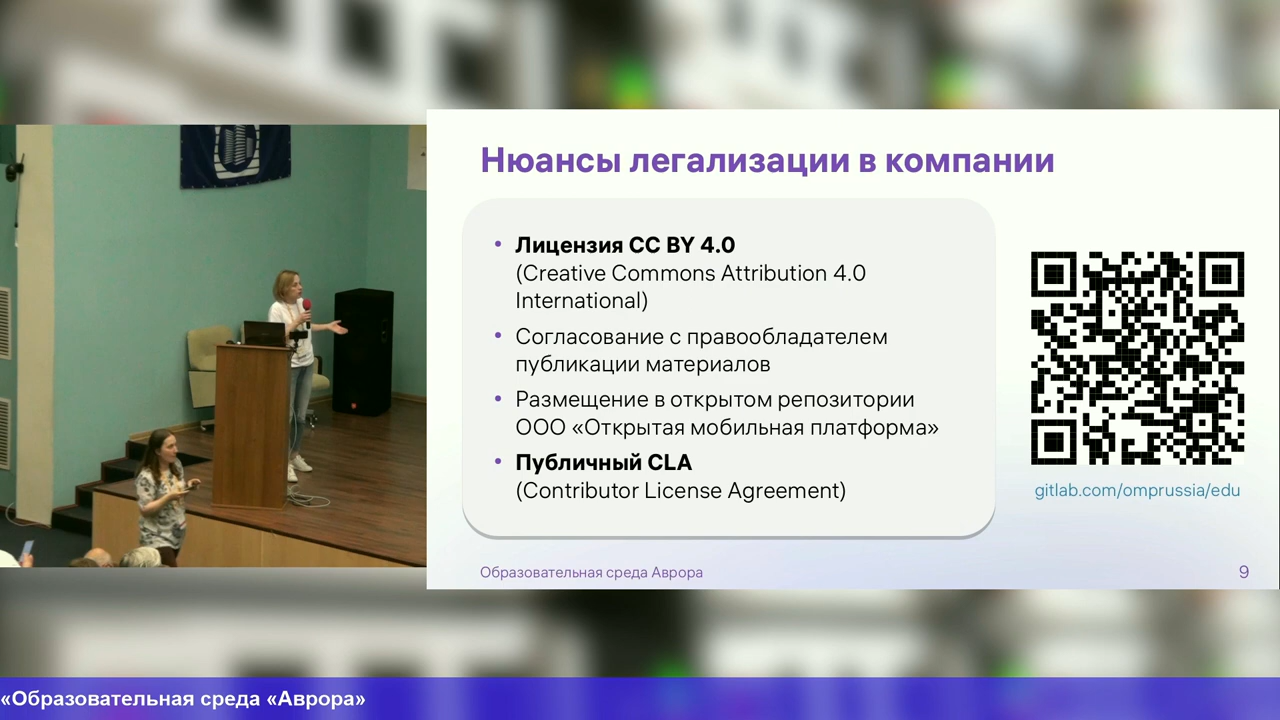 Нюансы легализации в компании
• Лицензия CC BY 4.0
(Creative Commons Attribution 4.0
International)
• Согласование с правообладателем
публикации материалов
• Размещение в открытом репозитории
ООО «Открытая мобильная платформа»
• Публичный CLA
(Contributor License Agreement)
gitlab.com/omprussia/edu
Образовательная среда Аврора
9
«Образовательная среда «Аврора»